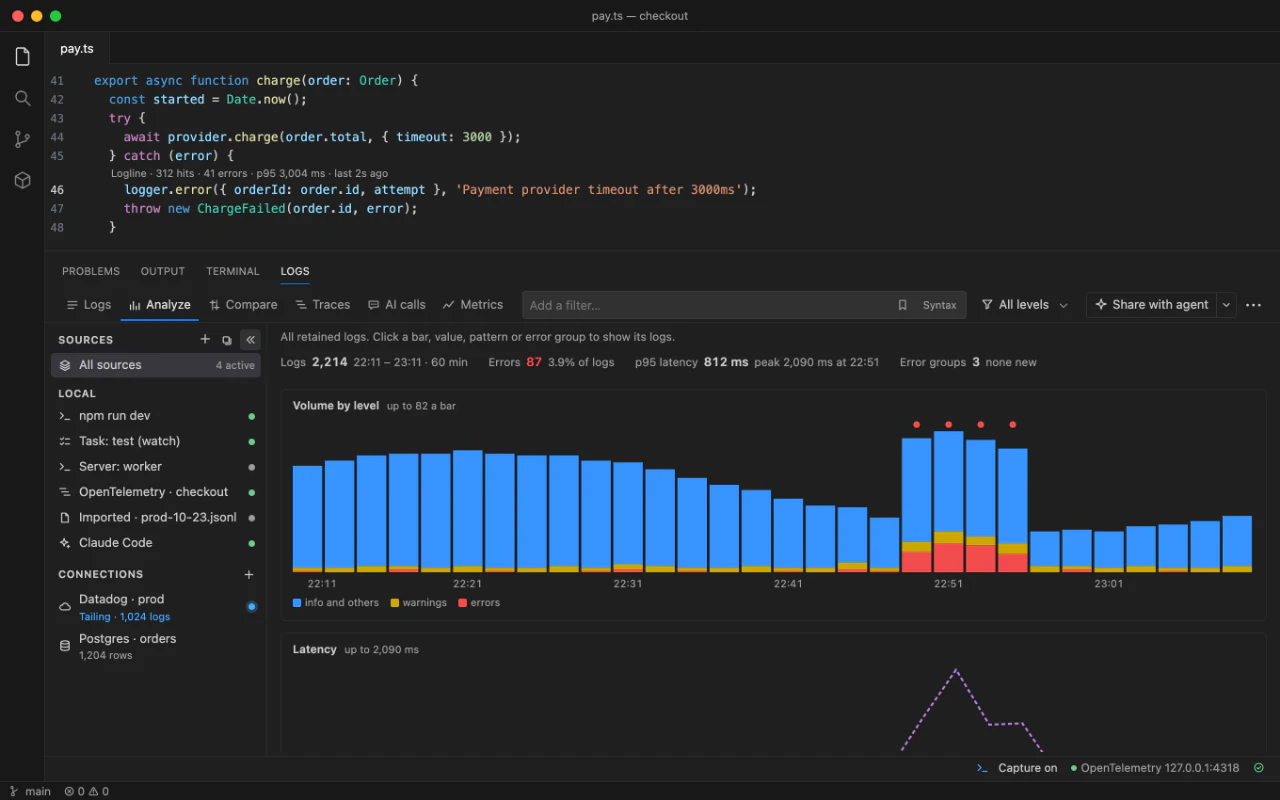 pay.ts — checkout
pay.ts
41 export async function charge(order: Order) {
42 const started = Date.now();
43 try {
44 await provider.charge(order.total, { timeout: 3000 });
45 } catch (error) {
Logline · 312 hits · 41 errors · p95 3,004 ms · last 2s ago
46 logger.error({ orderId: order.id, attempt }, 'Payment provider timeout after 3000ms');
47 throw new ChargeFailed(order.id, error);
48 }
PROBLEMS OUTPUT TERMINAL LOGS
Logs Analyze Compare Traces AI calls Metrics Add a filter... Syntax All levels Share with agent
SOURCES
All sources 4 active
LOCAL
npm run dev
Task: test (watch)
Server: worker
OpenTelemetry · checkout
Imported · prod-10-23.jsonl
Claude Code
CONNECTIONS
Datadog · prod
Tailing · 1,024 logs
Postgres · orders
1,204 rows
All retained logs. Click a bar, value, pattern or error group to show its logs.
Logs 2,214 22:11 – 23:11 · 60 min Errors 87 3.9% of logs p95 latency 812 ms peak 2,090 ms at 22:51 Error groups 3 none new
Volume by level up to 82 a bar
22:11 22:21 22:31 22:41 22:51 23:01
info and others warnings errors
Latency up to 2,090 ms
Capture on OpenTelemetry 127.0.0.1:4318
main 0 0